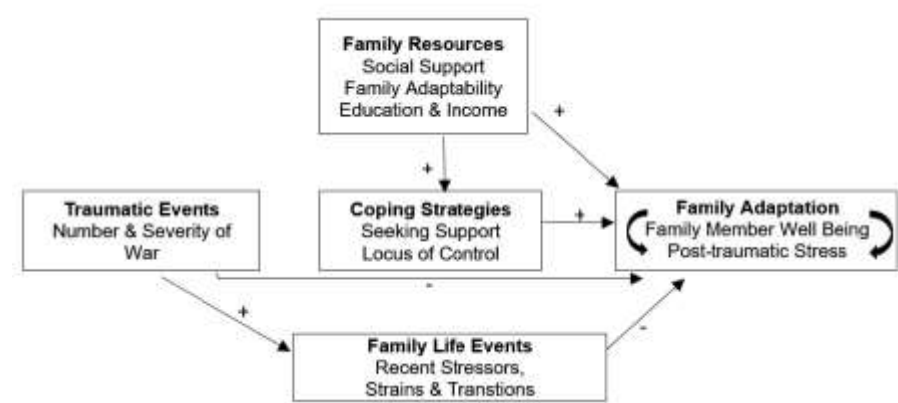 Family Resources
Social Support
Family Adaptability
Education & Income
+
+
Traumatic Events
Number & Severity of
War
Coping Strategies
Seeking Support
Locus of Control
+
Family Adaptation
Family Member Well Being
Post-traumatic Stress
-
+
-
Family Life Events
Recent Stressors,
Strains & Transtions